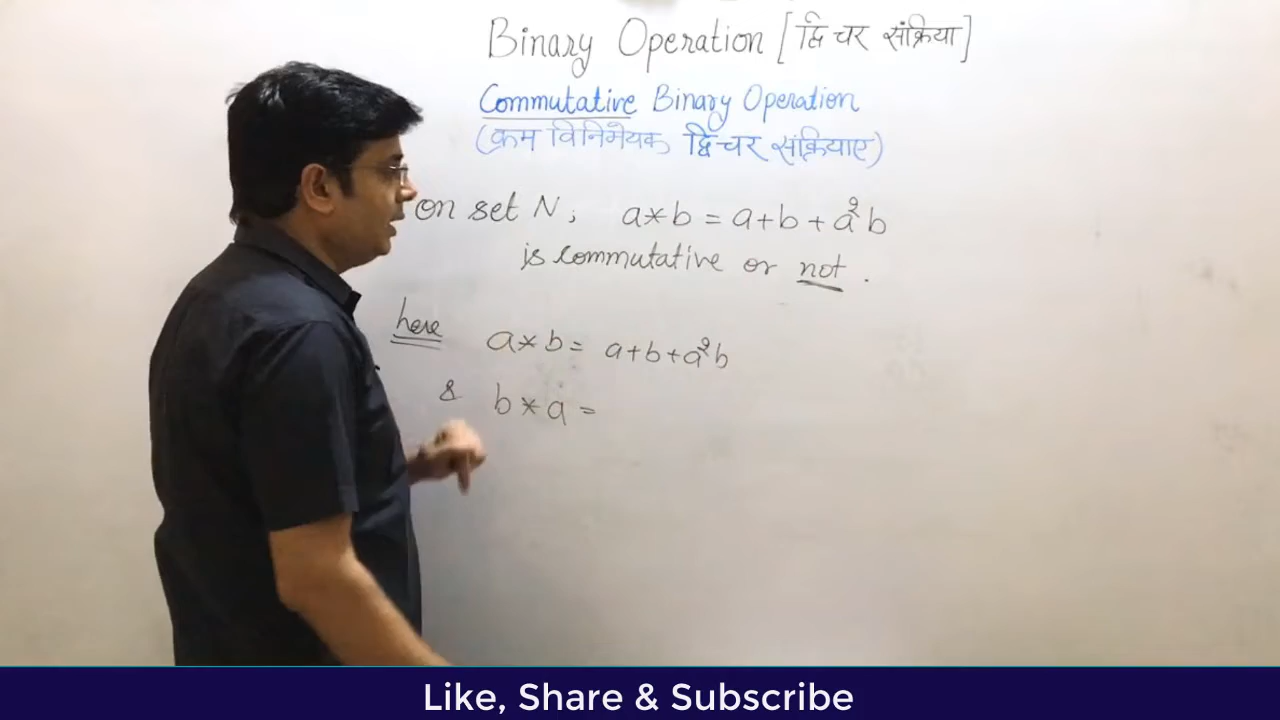 Binary Operation [द्वि चर संक्रिया]
Commutative Binary Operation
(क्रम विनिमेयक द्विचर संक्रियाए)
on set N; a*b = a+b+a²b
is commutative or not.
here a*b = a+b+a²b
& b*a =
Like, Share & Subscribe